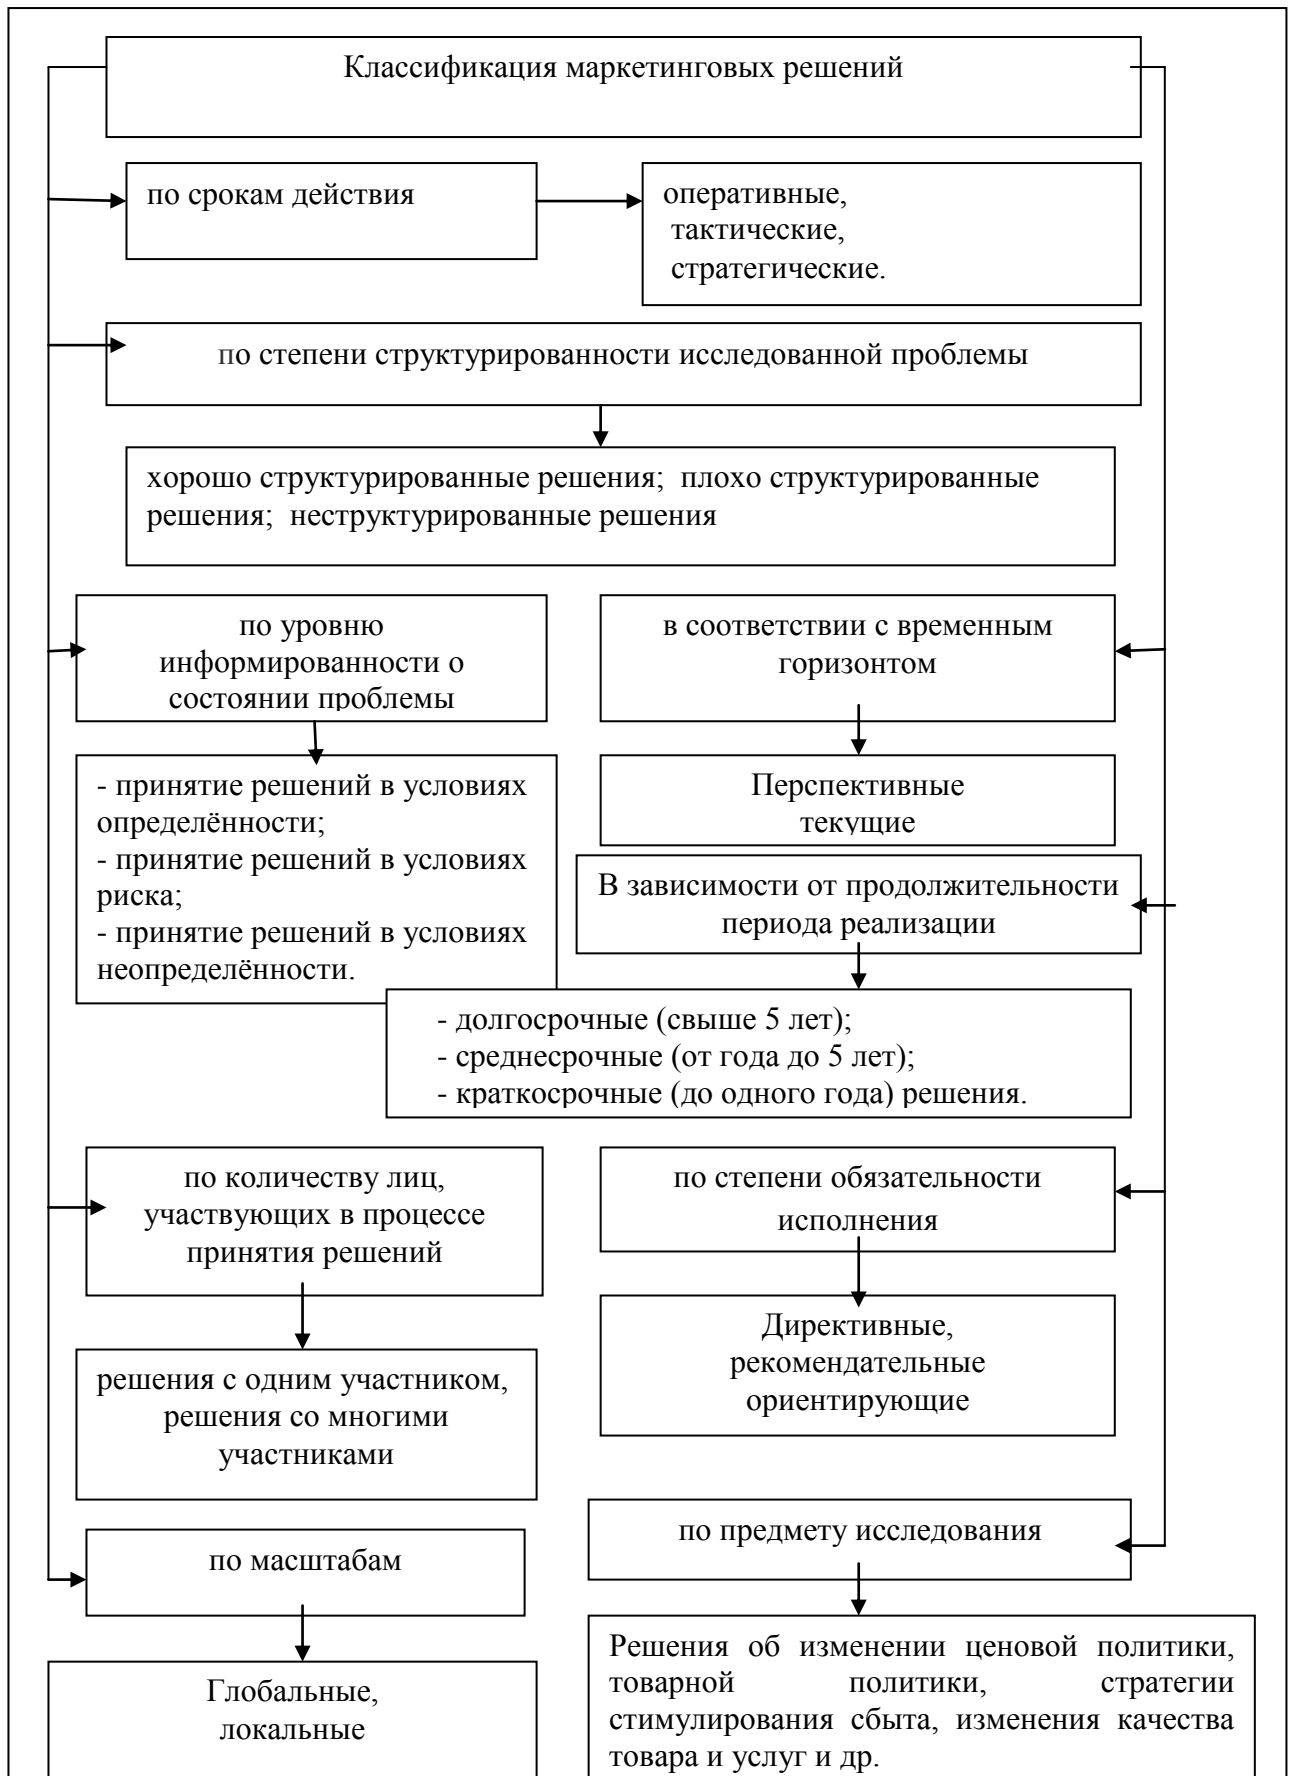 Классификация маркетинговых решений
по срокам действия
оперативные,
тактические,
стратегические.
по степени структурированности исследованной проблемы
хорошо структурированные решения; плохо структурированные
решения; неструктурированные решения
по уровню
информированности о
состоянии проблемы
в соответствии с временным
горизонтом
- принятие решений в условиях
определённости;
- принятие решений в условиях
риска;
- принятие решений в условиях
неопределённости.
Перспективные
текущие
В зависимости от продолжительности
периода реализации
- долгосрочные (свыше 5 лет);
- среднесрочные (от года до 5 лет);
- краткосрочные (до одного года) решения.
по количеству лиц,
участвующих в процессе
принятия решений
по степени обязательности
исполнения
решения с одним участником,
решения со многими
участниками
Директивные,
рекомендательные
ориентирующие
по масштабам
по предмету исследования
Глобальные,
локальные
Решения об изменении ценовой политики,
товарной политики, стратегии
стимулирования сбыта, изменения качества
товара и услуг и др.